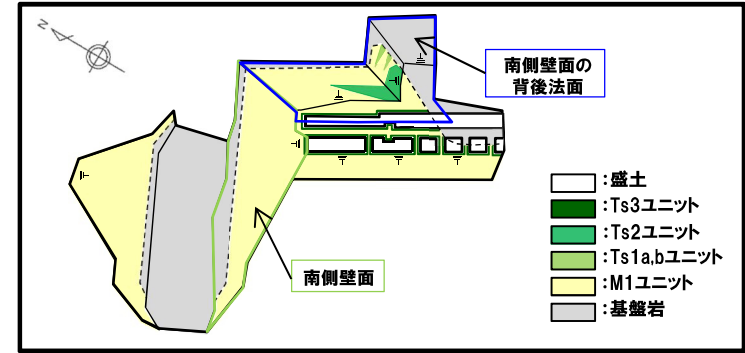 N
南側壁面の
背後法面
南側壁面
:盛土
:Ts3ユニット
:Ts2ユニット
:Ts1a,bユニット
:M1ユニット
:基盤岩